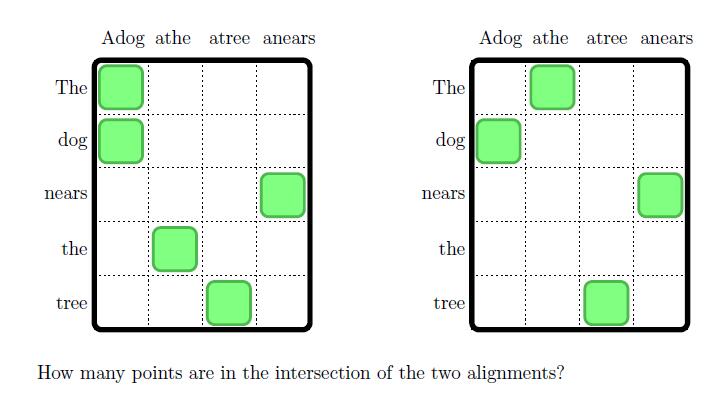 Adog athe atree anears
Adog athe atree anears
The
dog
nears
the
tree
The
dog
nears
the
tree
How many points are in the intersection of the two alignments?